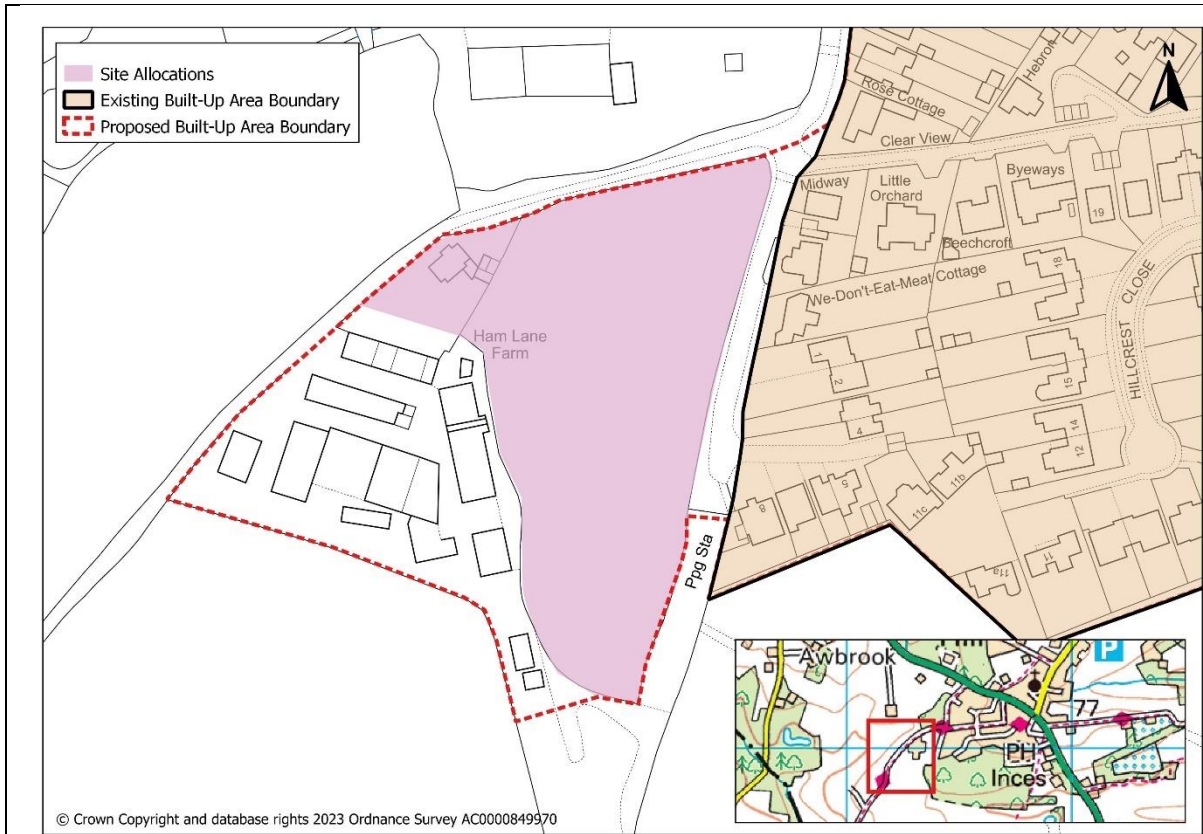 Site Allocations
Existing Built-Up Area Boundary
Proposed Built-Up Area Boundary
N
Hebron
Rose Cottage
Clear View
Midway
Little
Orchard
Byeways
19
Beechcroft
18
We-Don't-Eat-Meat Cottage
HILLCREST CLOSE
Ham Lane
Farm
1
2
15
4
14
12
5
8
11b
11c
11
11a
Ppg Sta
Awbrook
P
77
PH
Inces
© Crown Copyright and database rights 2023 Ordnance Survey AC0000849970